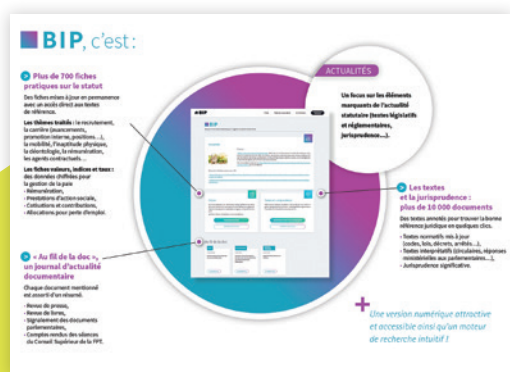 BIP, c'est :
Plus de 700 fiches
pratiques sur le statut
Des fiches mises à jour en permanence
avec un accès direct aux textes
de référence.
Les thèmes traités : le recrutement,
la carrière (avancements,
promotion interne, positions...),
la mobilité, l'inaptitude physique,
la déontologie, la rémunération,
les agents contractuels...
Les fiches valeurs, indices et taux :
des données chiffrées pour
la gestion de la paie
- Rémunération,
- Prestations d'action sociale,
- Cotisations et contributions,
- Allocations pour perte d'emploi.
« Au fil de la doc »,
un journal d'actualité
documentaire
Chaque document mentionné
est assorti d'un résumé.
- Revue de presse,
- Revue de livres,
- Signalement des documents
parlementaires,
- Comptes rendus des séances
du Conseil Supérieur de la FPT.
BIP
BIP
ACTUALITÉS
Un focus sur les éléments
marquants de l'actualité
statutaire (textes législatifs
et réglementaires,
jurisprudence...).
Les textes
et la jurisprudence :
plus de 10 000 documents
Des textes annotés pour trouver la bonne
référence juridique en quelques clics.
- Textes normatifs mis à jour
(codes, lois, décrets, arrêtés...),
- Textes interprétatifs (circulaires, réponses
ministérielles aux parlementaires...),
- Jurisprudence significative.
+ Une version numérique attractive
et accessible ainsi qu'un moteur
de recherche intuitif !